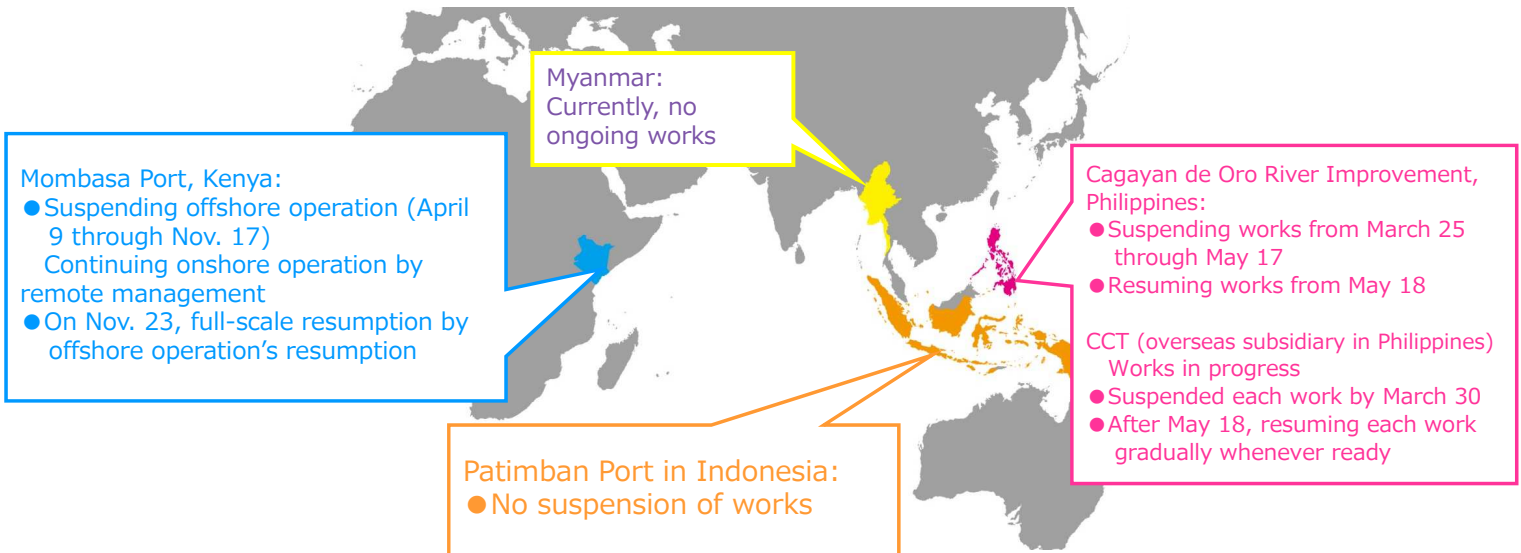 Myanmar:
Currently, no
ongoing works
Mombasa Port, Kenya:
●Suspending offshore operation (April
9 through Nov. 17)
Continuing onshore operation by
remote management
●On Nov. 23, full-scale resumption by
offshore operation's resumption
Cagayan de Oro River Improvement,
Philippines:
●Suspending works from March 25
through May 17
●Resuming works from May 18
CCT (overseas subsidiary in Philippines)
Works in progress
●Suspended each work by March 30
●After May 18, resuming each work
gradually whenever ready
Patimban Port in Indonesia:
●No suspension of works